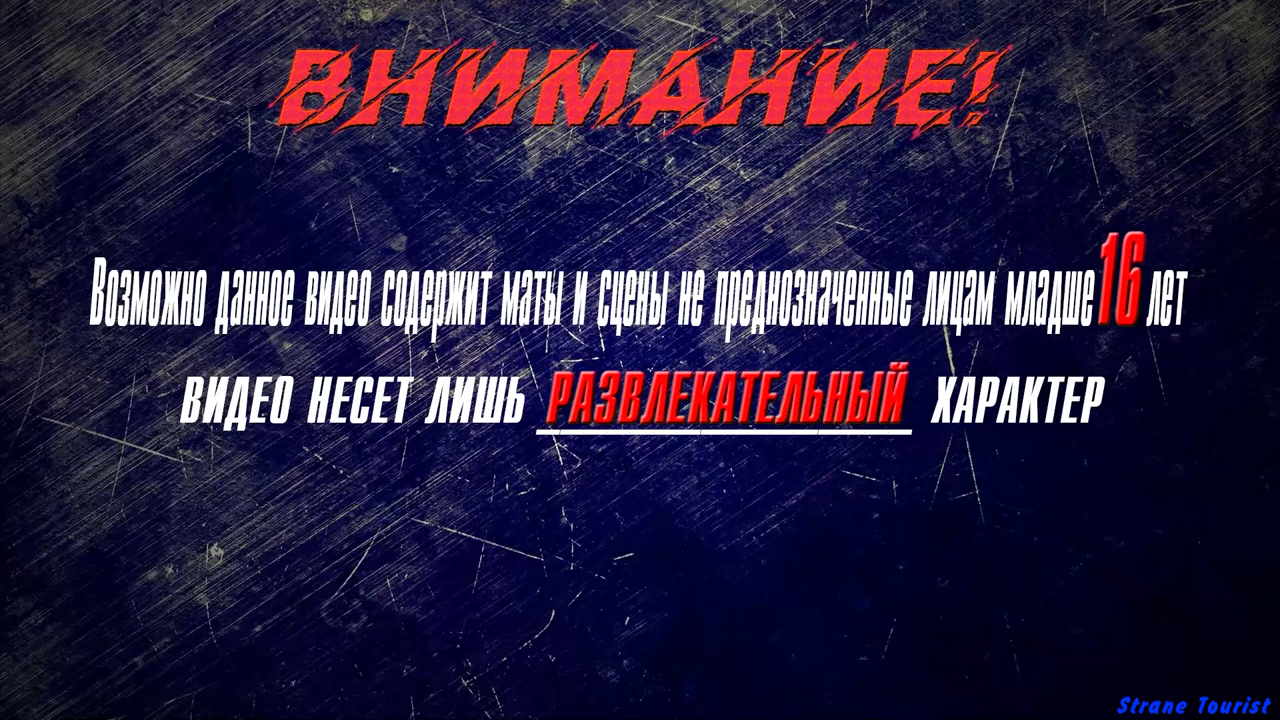 ВНИМАНИЕ!
Возможно данное видео содержит маты и сцены не преднозначенные лицам младше 16 лет
ВИДЕО НЕСЕТ ЛИШЬ РАЗВЛЕКАТЕЛЬНЫЙ ХАРАКТЕР
Strane Tourist